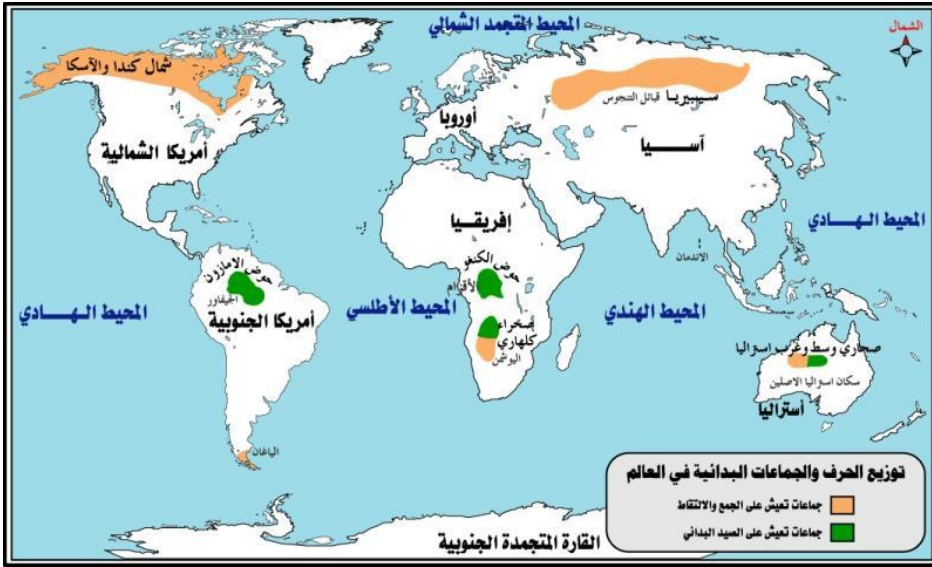 المحيط المتجمد الشمالي
الشمال
شمال كندا والآسكا
سيبيريا قبائل التنجوس
أوروبا
أمريكا الشمالية
آسيا
إفريقيا
المحيط الهادي
الاندمان
حوض الكنغو
الأقزام
حوض الامازون
الجيفاور
المحيط الهادي
أمريكا الجنوبية
المحيط الأطلسي
المحيط الهندي
صحراء
كلهاري
البوشمن
صحاري وسط وغرب استراليا
سكان استراليا الاصلين
أستراليا
الياغان
توزيع الحرف والجماعات البدائية في العالم
جماعات تعيش على الجمع والالتقاط
جماعات تعيش على الصيد البدائي
القارة المتجمدة الجنوبية